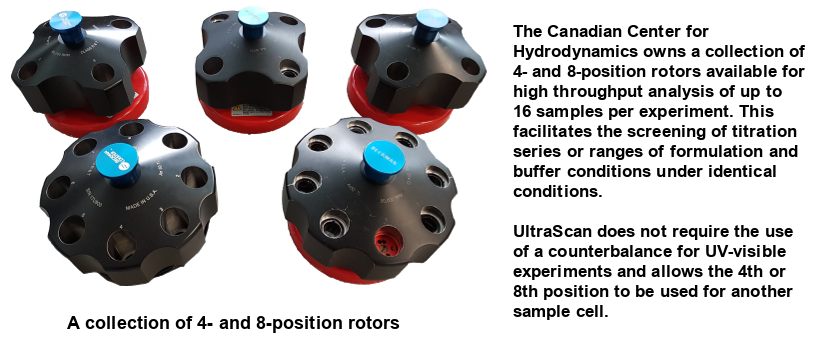 The Canadian Center for
Hydrodynamics owns a collection of
4- and 8-position rotors available for
high throughput analysis of up to
16 samples per experiment. This
facilitates the screening of titration
series or ranges of formulation and
buffer conditions under identical
conditions.
UltraScan does not require the use
of a counterbalance for UV-visible
experiments and allows the 4th or
8th position to be used for another
sample cell.
MADE IN U.S.A.
BECKMAN
A collection of 4- and 8-position rotors